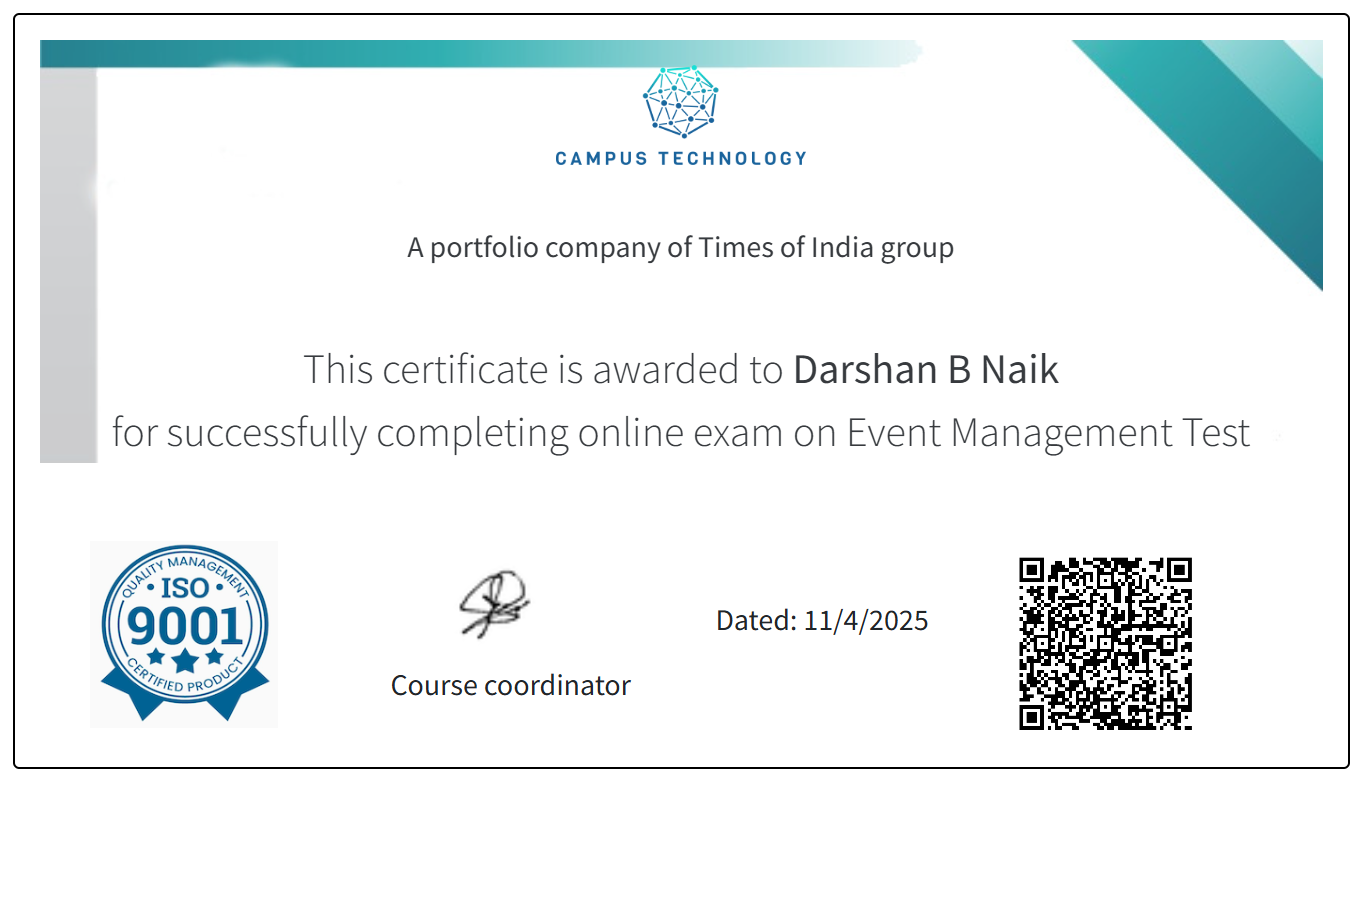 CAMPUS TECHNOLOGY
A portfolio company of Times of India group
This certificate is awarded to Darshan B Naik
for successfully completing online exam on Event Management Test
QUALITY MANAGEMENT
• ISO •
9001
CERTIFIED PRODUCT
Dated: 11/4/2025
Course coordinator